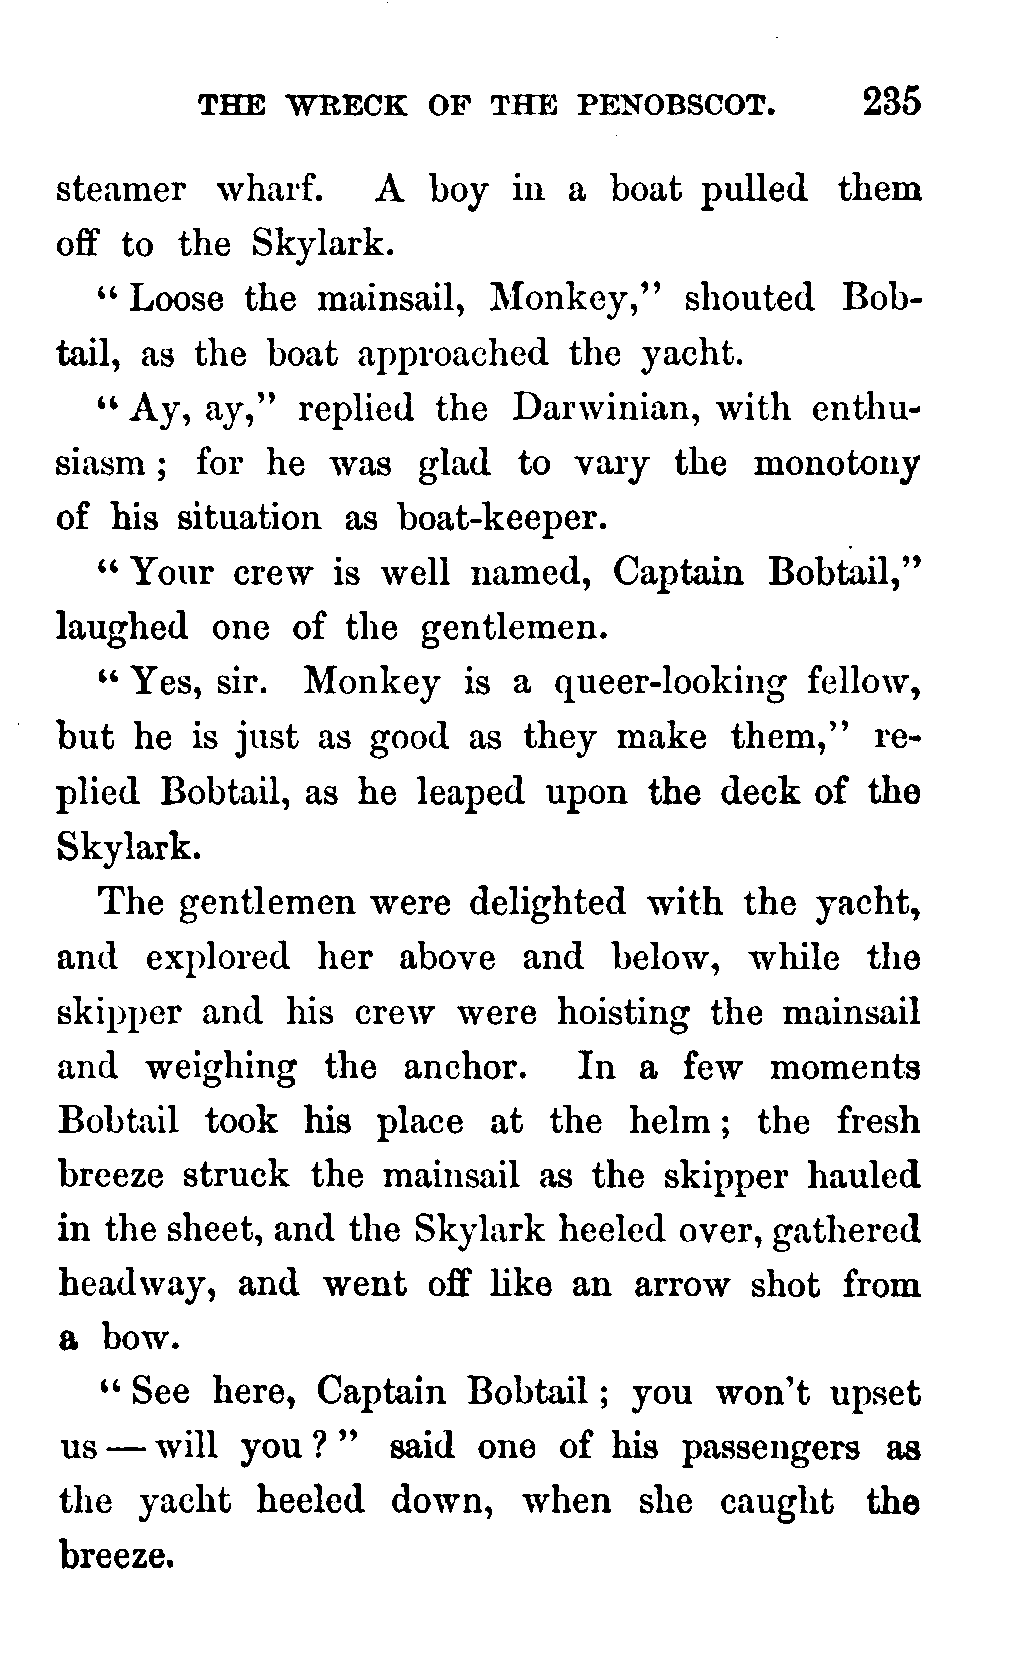 THE WRECK OF THE PENOBSCOT. 235
steamer wharf. A boy in a boat pulled them
off to the Skylark.
"Loose the mainsail, Monkey," shouted Bob-
tail, as the boat approached the yacht.
"Ay, ay," replied the Darwinian, with enthu-
siasm; for he was glad to vary the monotony
of his situation as boat-keeper.
"Your crew is well named, Captain Bobtail,"
laughed one of the gentlemen.
"Yes, sir. Monkey is a queer-looking fellow,
but he is just as good as they make them," re-
plied Bobtail, as he leaped upon the deck of the
Skylark.
The gentlemen were delighted with the yacht,
and explored her above and below, while the
skipper and his crew were hoisting the mainsail
and weighing the anchor. In a few moments
Bobtail took his place at the helm; the fresh
breeze struck the mainsail as the skipper hauled
in the sheet, and the Skylark heeled over, gathered
headway, and went off like an arrow shot from
a bow.
"See here, Captain Bobtail; you won't upset
us — will you?" said one of his passengers as
the yacht heeled down, when she caught the
breeze.